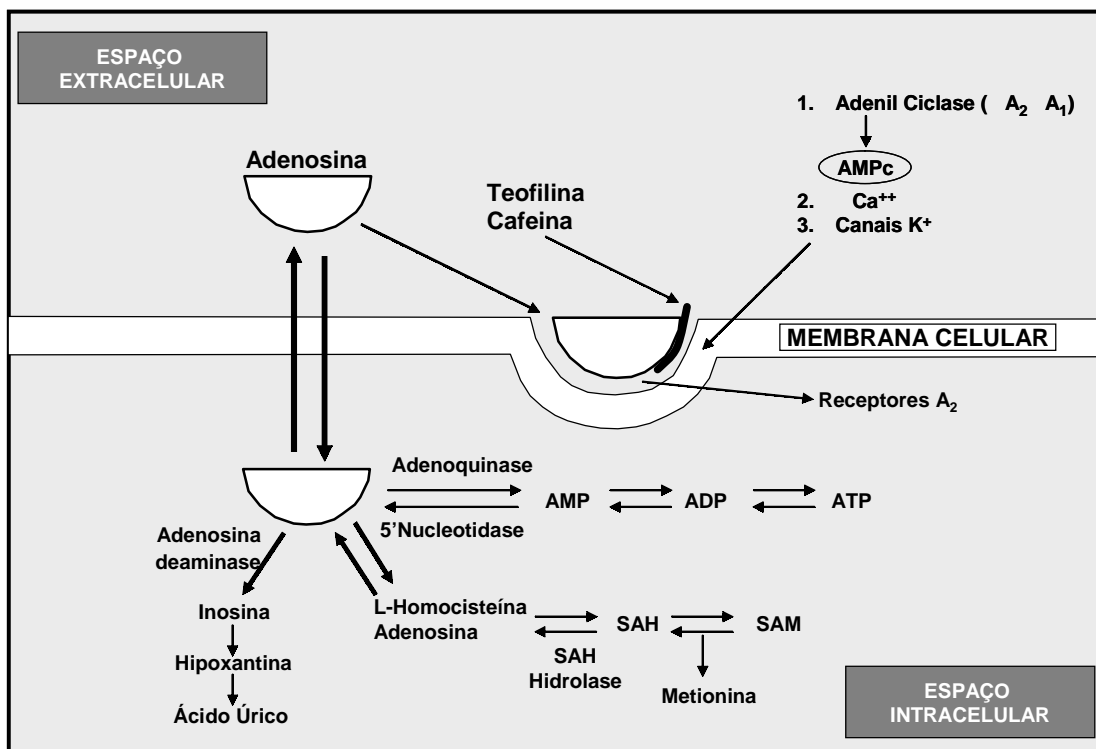 ESPAÇO
EXTRACELULAR
1. Adenil Ciclase ( A₂ A₁)
AMPc
2. Ca⁺⁺
3. Canais K⁺
Adenosina
Teofilina
Cafeina
MEMBRANA CELULAR
Receptores A₂
Adenoquinase
5'Nucleotidase
AMP
ADP
ATP
Adenosina
deaminase
Inosina
Hipoxantina
Ácido Úrico
L-Homocisteína
Adenosina
SAH
SAM
SAH
Hidrolase
Metionina
ESPAÇO
INTRACELULAR